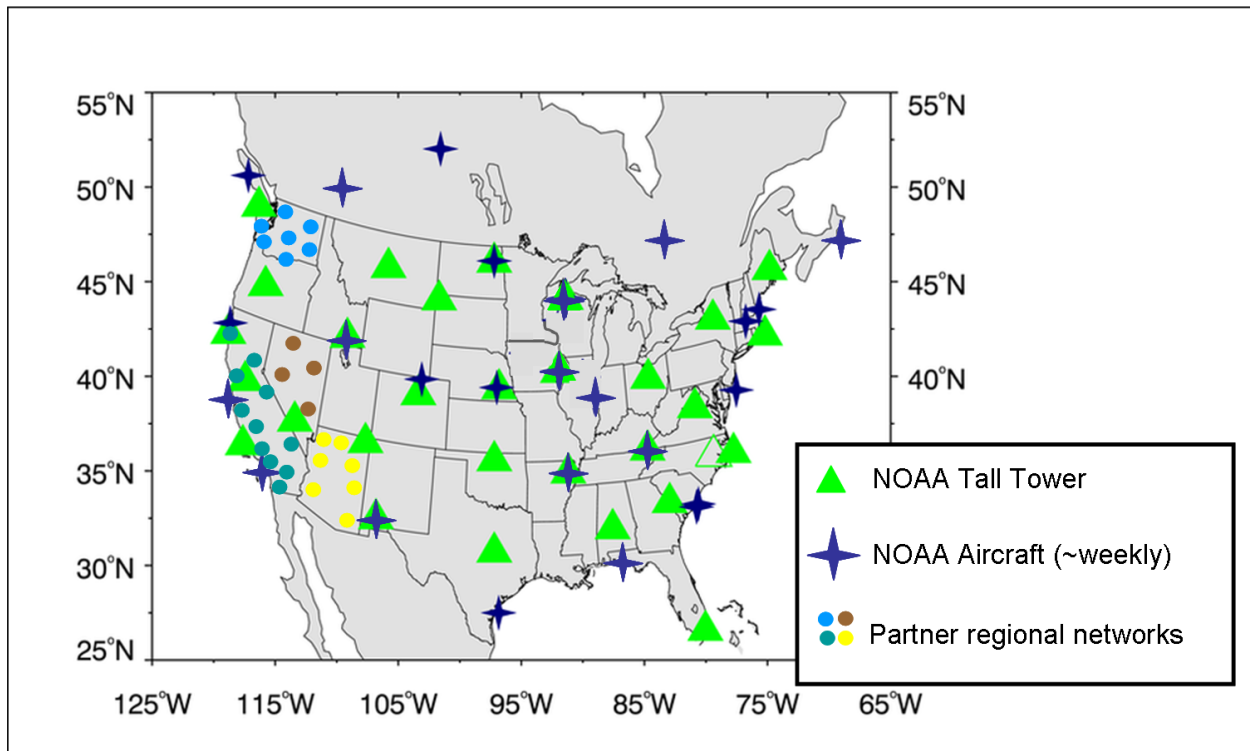 55°N 55°N
50°N 50°N
45°N 45°N
40°N 40°N
35°N 35°N
30°N
25°N
125°W 115°W 105°W 95°W 85°W 75°W 65°W
NOAA Tall Tower
NOAA Aircraft (~weekly)
Partner regional networks